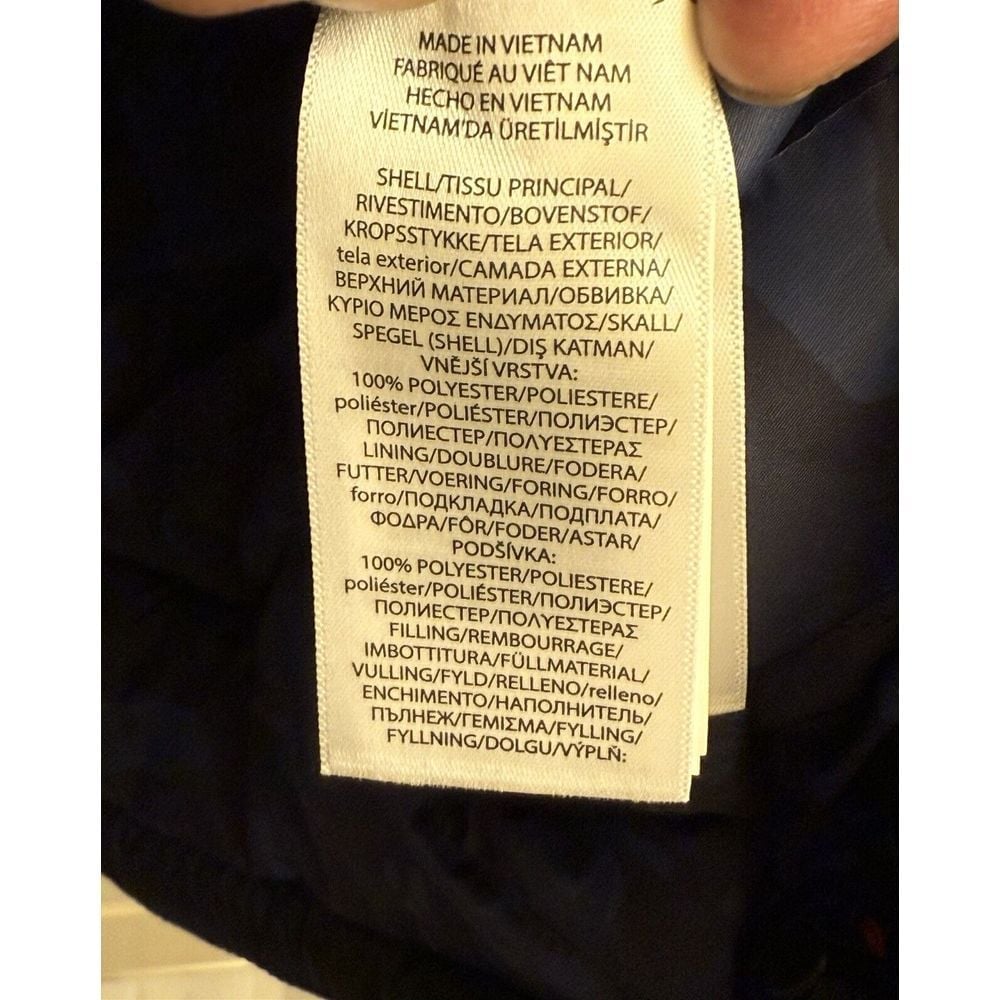 MADE IN VIETNAM
FABRIQUÉ AU VIÊT NAM
HECHO EN VIETNAM
VİETNAM'DA ÜRETİLMİŞTİR
SHELL/TISSU PRINCIPAL/
RIVESTIMENTO/BOVENSTOF/
KROPSSTYKKE/TELA EXTERIOR/
tela exterior/CAMADA EXTERNA/
ВЕРХНИЙ МАТЕРИАЛ/ОБВИВКА/
ΚΥΡΙΟ ΜΕΡΟΣ ΕΝΔΥΜΑΤΟΣ/SKALL/
SPEGEL (SHELL)/DIŞ KATMAN/
VNĚJŠÍ VRSTVA:
100% POLYESTER/POLIESTERE/
poliéster/POLIÉSTER/ПОЛИЭСТЕР/
ПОЛИЕСТЕР/ΠΟΛΥΕΣΤΕΡΑΣ
LINING/DOUBLURE/FODERA/
FUTTER/VOERING/FORING/FORRO/
forro/ПОДКЛАДКА/ПОДПЛАТА/
ΦΟΔΡΑ/FÔR/FODER/ASTAR/
PODŠÍVKA:
100% POLYESTER/POLIESTERE/
poliéster/POLIÉSTER/ПОЛИЭСТЕР/
ПОЛИЕСТЕР/ΠΟΛΥΕΣΤΕΡΑΣ
FILLING/REMBOURRAGE/
IMBOTTITURA/FÜLLMATERIAL/
VULLING/FYLD/RELLENO/relleno/
ENCHIMENTO/НАПОЛНИТЕЛЬ/
ПЪЛНЕЖ/ΓΕΜΙΣΜΑ/FYLLING/
FYLLNING/DOLGU/VÝPLŇ: